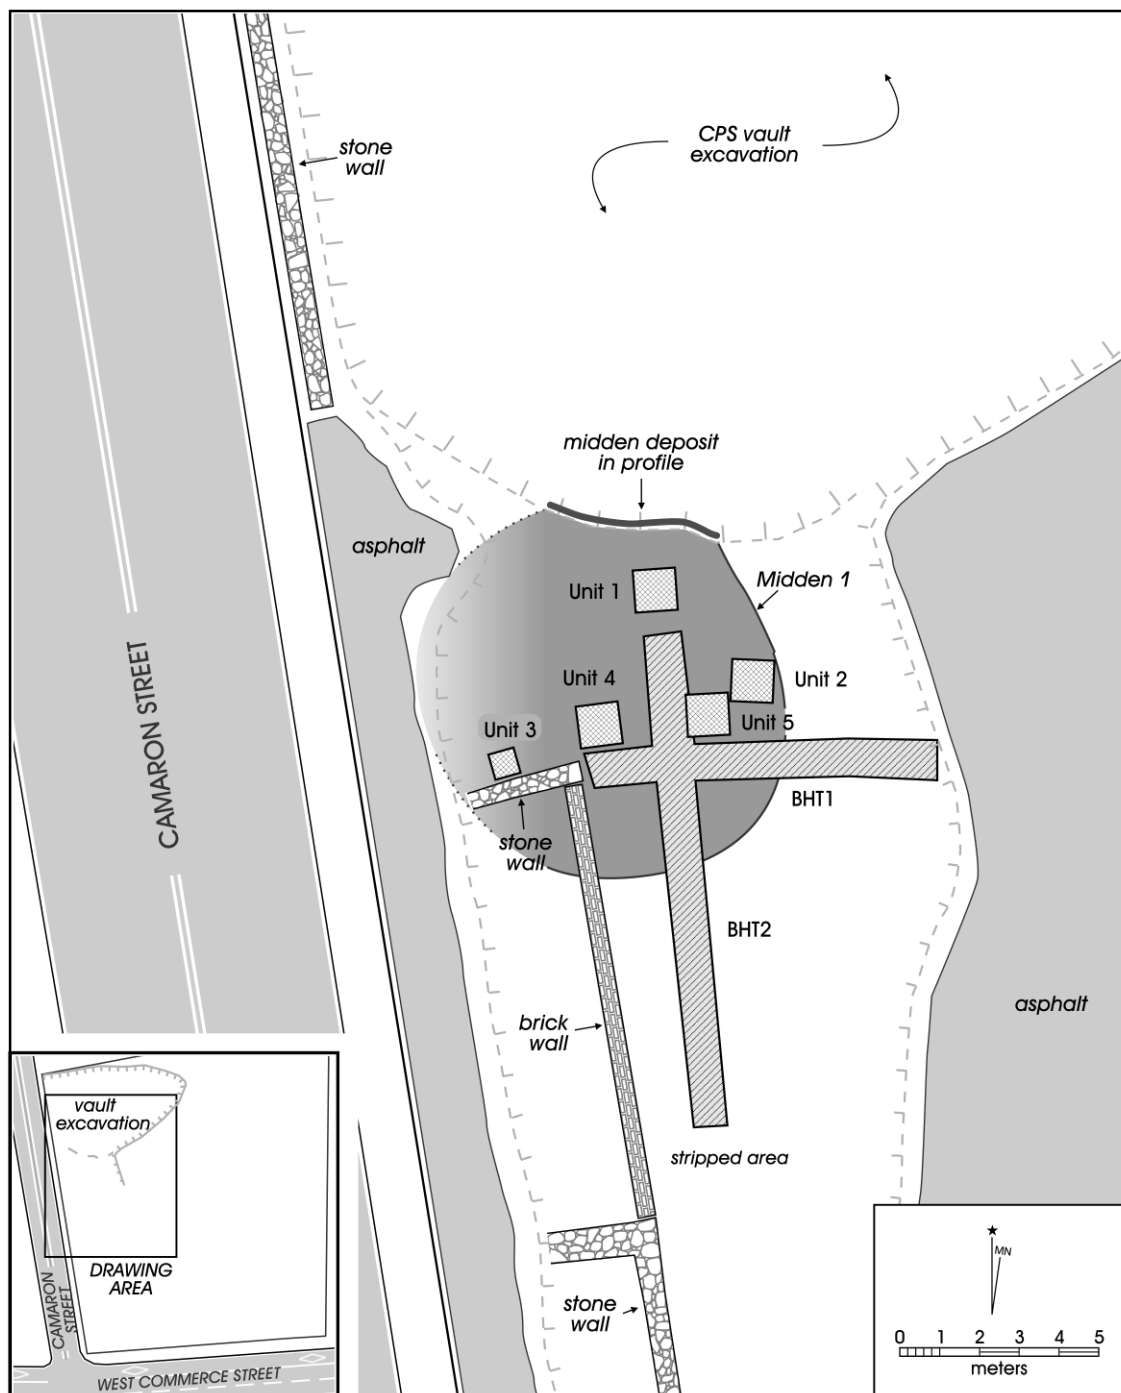 CPS vault
excavation
stone
wall
midden deposit
in profile
asphalt
Midden 1
Unit 1
Unit 2
Unit 4
Unit 5
Unit 3
CAMARON STREET
BHT1
stone
wall
BHT2
asphalt
brick
wall
stripped area
vault
excavation
DRAWING
AREA
CAMARON
STREET
WEST COMMERCE STREET
stone
wall
MN
0 1 2 3 4 5
meters